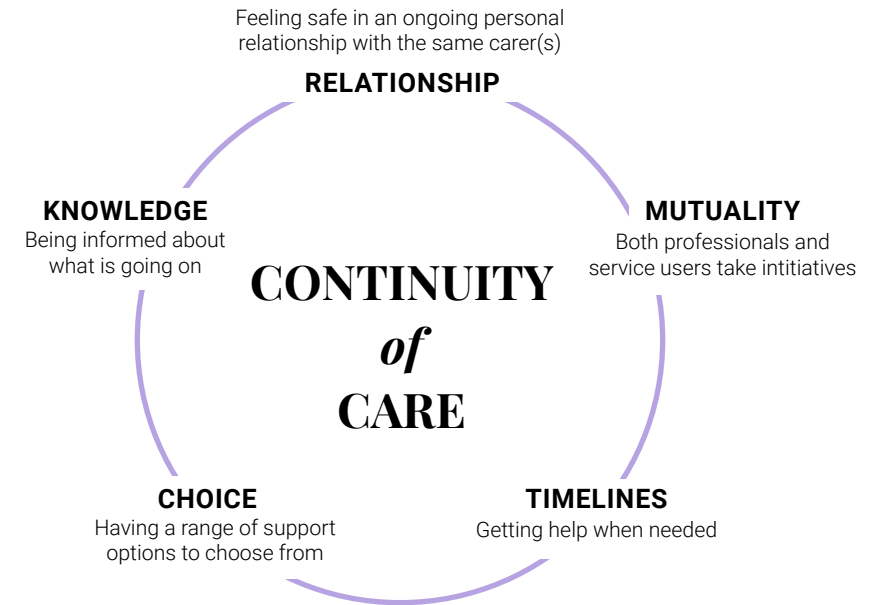 Feeling safe in an ongoing personal
relationship with the same carer(s)
RELATIONSHIP
KNOWLEDGE
Being informed about
what is going on
MUTUALITY
Both professionals and
service users take intitiatives
CONTINUITY
of
CARE
CHOICE
Having a range of support
options to choose from
TIMELINES
Getting help when needed